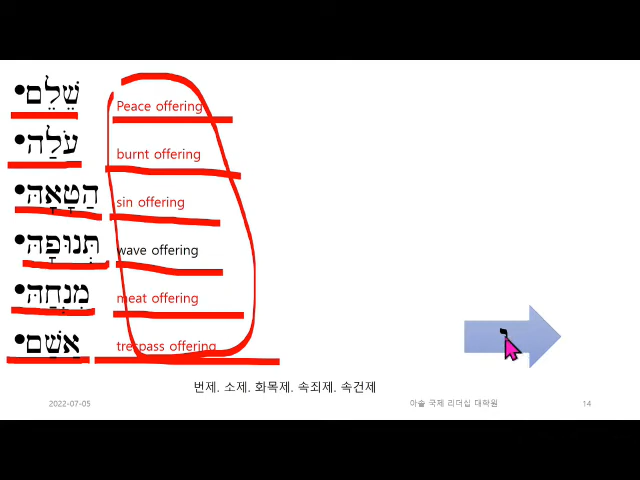 •שֶׁלֶם Peace offering
•עֹלַה burnt offering
•הַטָּאָהּ sin offering
•תְּנוּפָהּ wave offering
•מִנְחַהּ meat offering
•אֲשַׁם trespass offering
י
번제. 소제. 화목제. 속죄제. 속건제
2022-07-05 아솔 국제 리더십 대학원 14